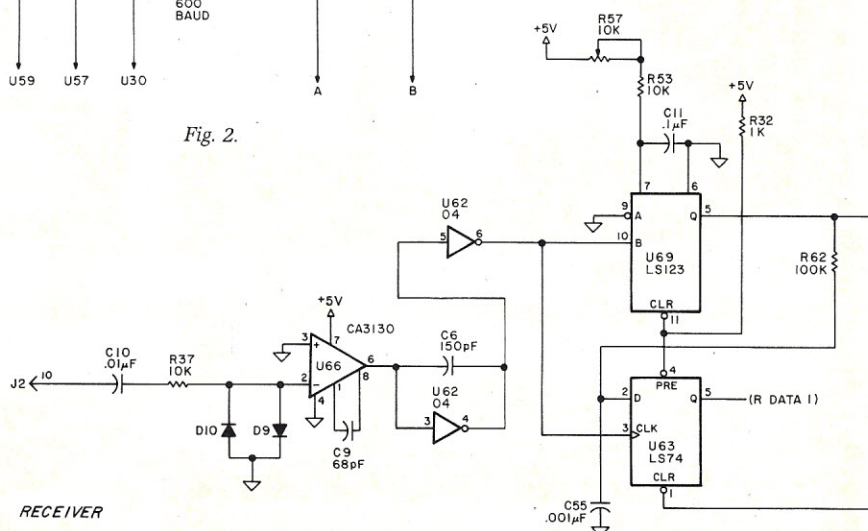 600
BAUD
U59
U57
U30
A
B
Fig. 2.
+5V
R57
10K
R53
10K
+5V
C11
.1µF
R32
1K
7
6
9
A
Q
5
10
B
U69
LS123
CLR
11
R62
100K
U62
04
5
6
+5V
CA3130
3
+
7
U66
6
2
-
4
1
8
C6
150pF
U62
04
3
4
C9
68pF
C10
.01µF
R37
10K
J2
10
D10
D9
4
PRE
2
D
Q
5
(R DATA 1)
3
CLK
U63
LS74
CLR
1
C55
.001µF
RECEIVER